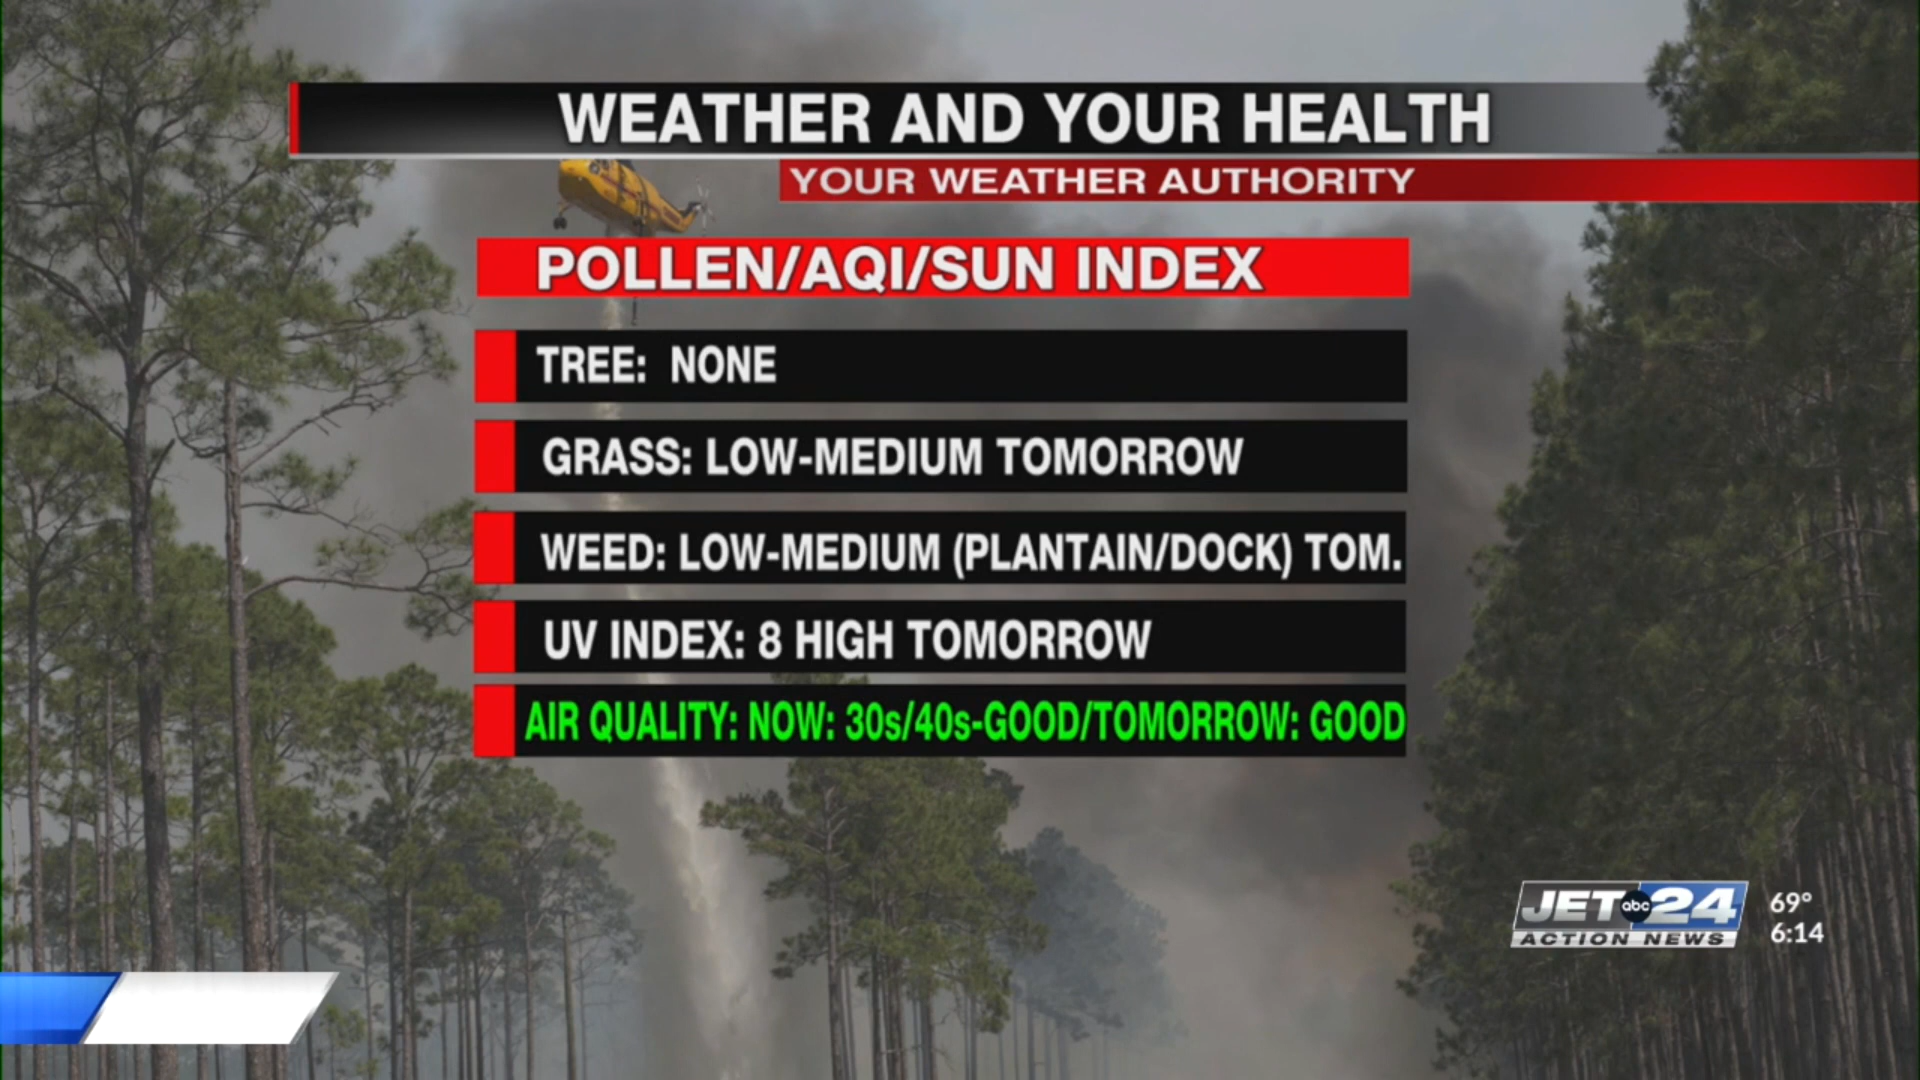 WEATHER AND YOUR HEALTH
YOUR WEATHER AUTHORITY
POLLEN/AQI/SUN INDEX
TREE: NONE
GRASS: LOW-MEDIUM TOMORROW
WEED: LOW-MEDIUM (PLANTAIN/DOCK) TOM.
UV INDEX: 8 HIGH TOMORROW
AIR QUALITY: NOW: 30s/40s-GOOD/TOMORROW: GOOD
JET abc 24
ACTION NEWS
69°
6:14